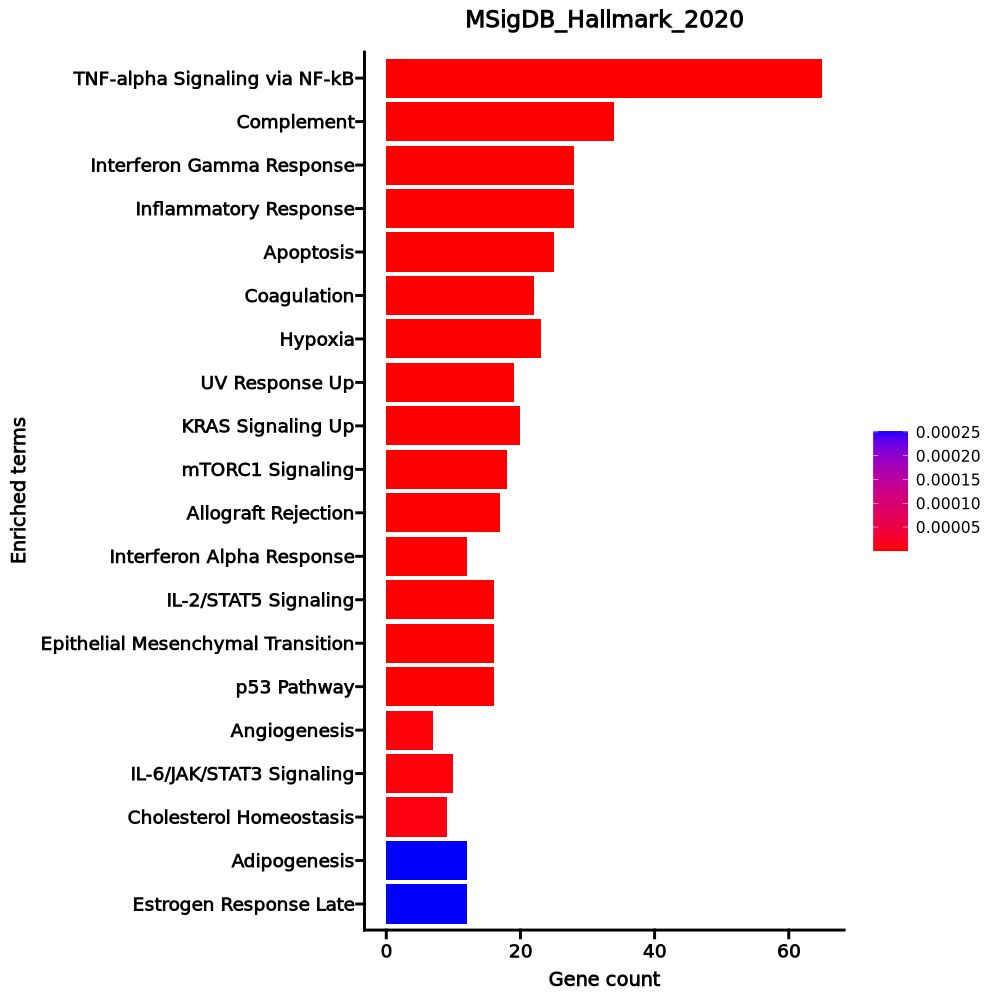 MSigDB_Hallmark_2020
TNF-alpha Signaling via NF-kB
Complement
Interferon Gamma Response
Inflammatory Response
Apoptosis
Coagulation
Hypoxia
UV Response Up
KRAS Signaling Up
mTORC1 Signaling
Allograft Rejection
Interferon Alpha Response
IL-2/STAT5 Signaling
Epithelial Mesenchymal Transition
p53 Pathway
Angiogenesis
IL-6/JAK/STAT3 Signaling
Cholesterol Homeostasis
Adipogenesis
Estrogen Response Late
Enriched terms
0 20 40 60
Gene count
0.00025
0.00020
0.00015
0.00010
0.00005